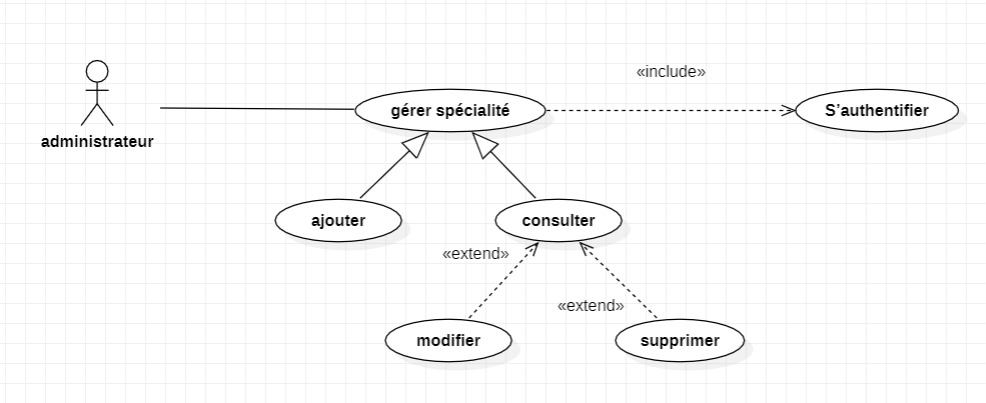 «include»
gérer spécialité
S’authentifier
administrateur
ajouter
consulter
«extend»
«extend»
modifier
supprimer